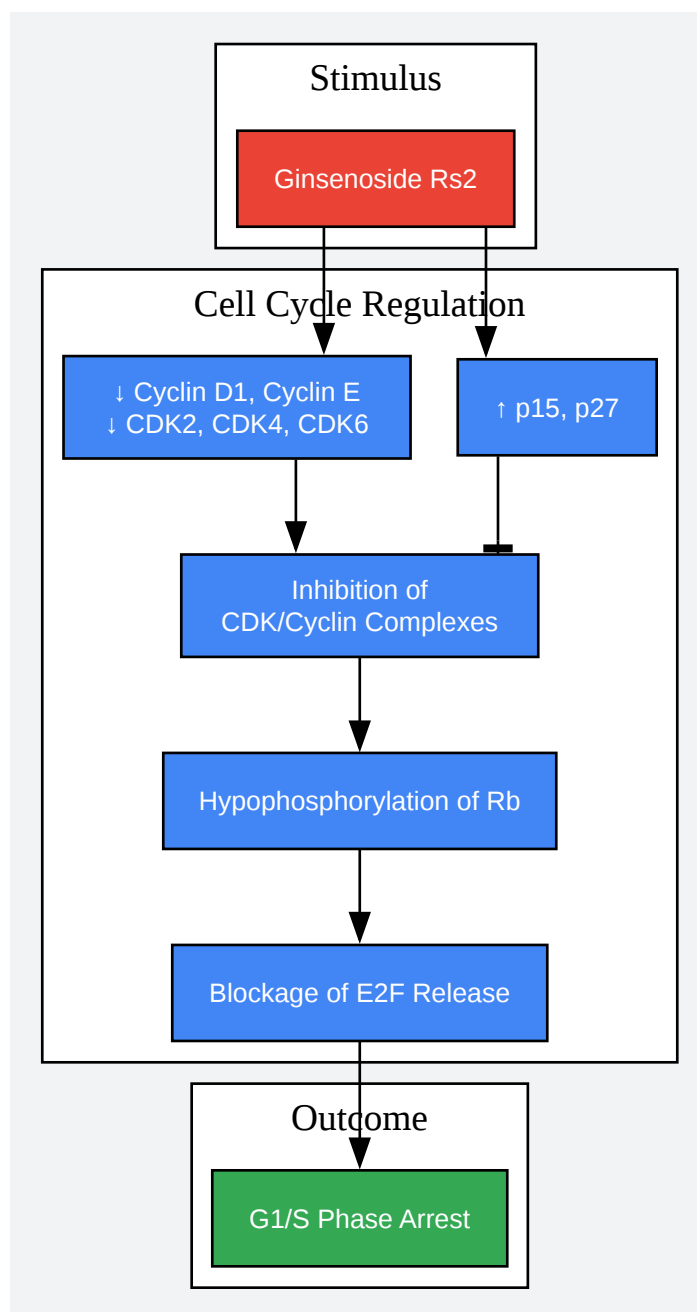 Stimulus
Ginsenoside Rs2
Cell Cycle Regulation
↓ Cyclin D1, Cyclin E
↓ CDK2, CDK4, CDK6
↑ p15, p27
Inhibition of
CDK/Cyclin Complexes
Hypophosphorylation of Rb
Blockage of E2F Release
Outcome
G1/S Phase Arrest